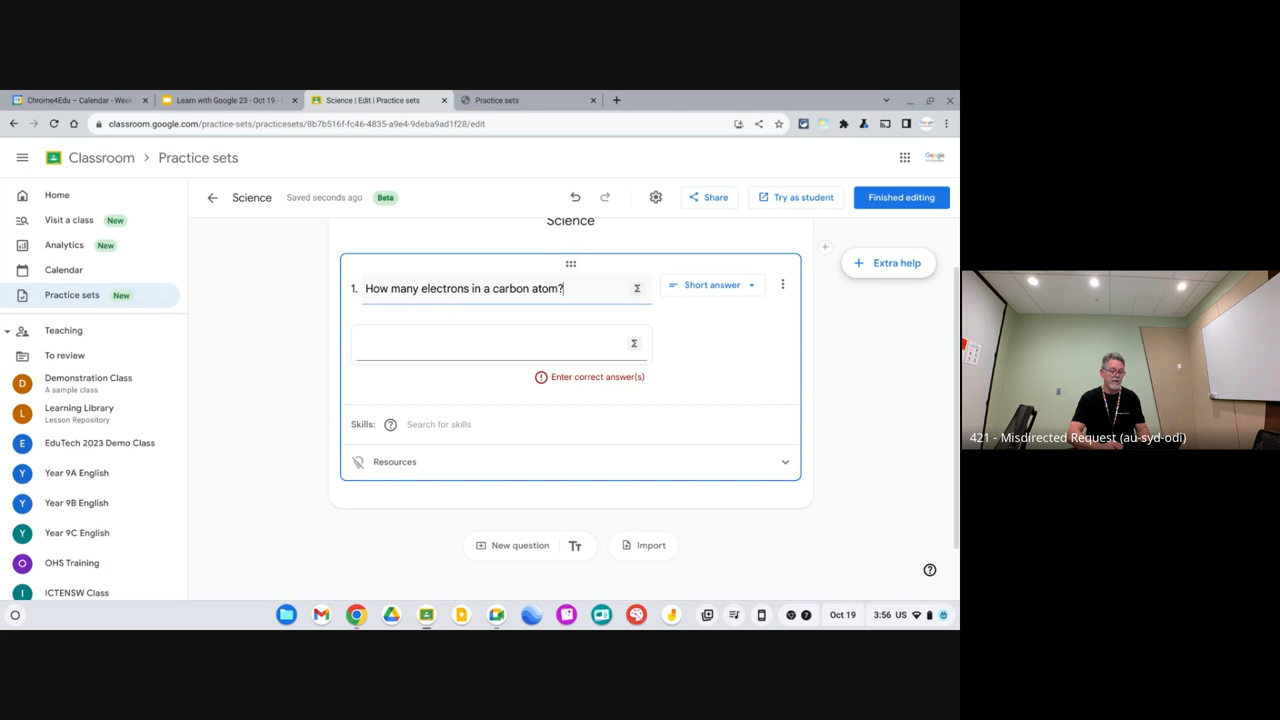 Chrome4Edu – Calendar - Week
Learn with Google 23 - Oct 19 -
Science | Edit | Practice sets
Practice sets
classroom.google.com/practice-sets/practicesets/8b7b516f-fc46-4835-a9e4-9deba9ad1f28/edit
Classroom > Practice sets
Google
Science
Saved seconds ago
Beta
Share
Try as student
Finished editing
Home
Visit a class New
Analytics New
Calendar
Practice sets New
Teaching
To review
D Demonstration Class
A sample class
L Learning Library
Lesson Repository
E EduTech 2023 Demo Class
Y Year 9A English
Y Year 9B English
Y Year 9C English
O OHS Training
I ICTENSW Class
Science
1. How many electrons in a carbon atom?
Σ
Short answer
Σ
Enter correct answer(s)
Skills: Search for skills
Resources
New question
Tт
Import
+ Extra help
Oct 19
3:56 US
421 - Misdirected Request (au-syd-odi)